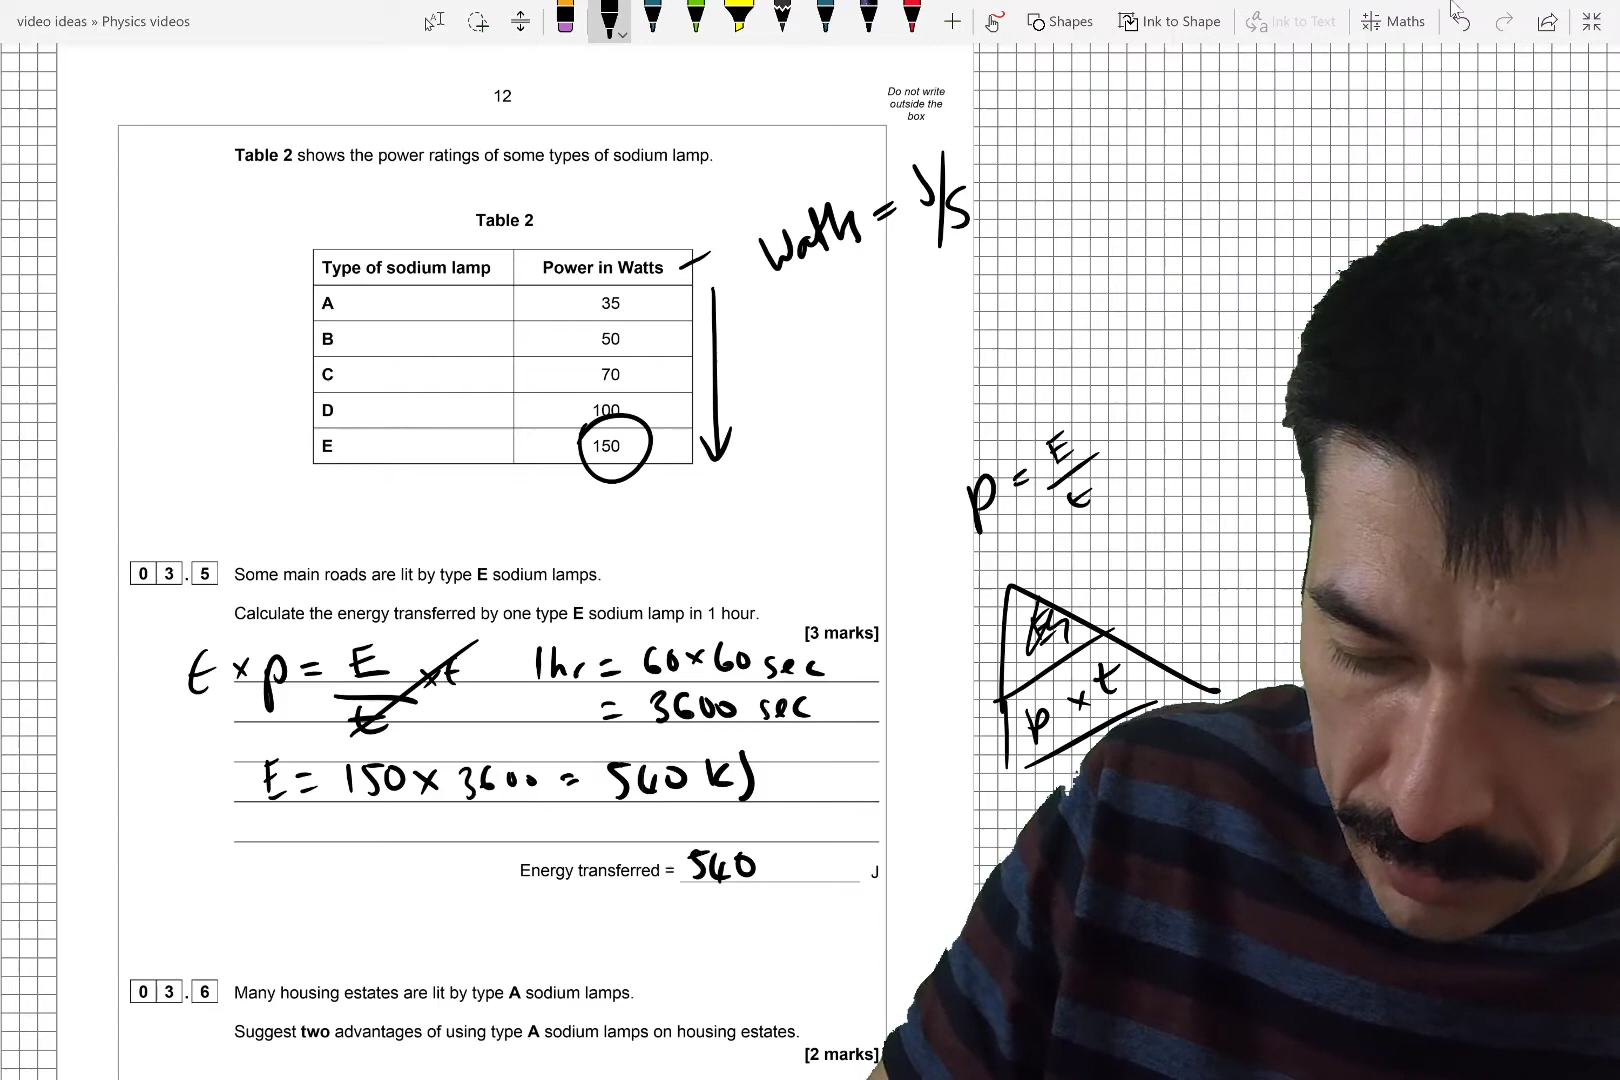 video ideas » Physics videos
Shapes
Ink to Shape
Ink to Text
Maths
12
Do not write
outside the
box
Table 2 shows the power ratings of some types of sodium lamp.
Watts = J/s
Table 2
Type of sodium lamp Power in Watts
A 35
B 50
C 70
D 100
E 150
P = E/t
0 3 . 5 Some main roads are lit by type E sodium lamps.
Calculate the energy transferred by one type E sodium lamp in 1 hour.
[3 marks]
t × P = E/t × t 1hr = 60×60 sec
= 3600 sec
P × t
E = 150 × 3600 = 540 kJ
Energy transferred = 540 J
0 3 . 6 Many housing estates are lit by type A sodium lamps.
Suggest two advantages of using type A sodium lamps on housing estates.
[2 marks]